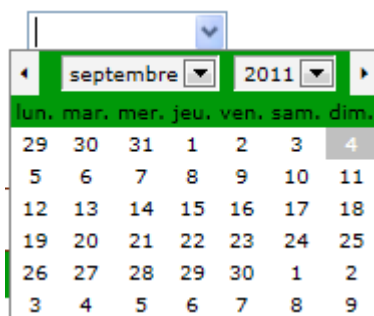 septembre 2011
lun. mar. mer. jeu. ven. sam. dim.
29 30 31 1 2 3 4
5 6 7 8 9 10 11
12 13 14 15 16 17 18
19 20 21 22 23 24 25
26 27 28 29 30 1 2
3 4 5 6 7 8 9